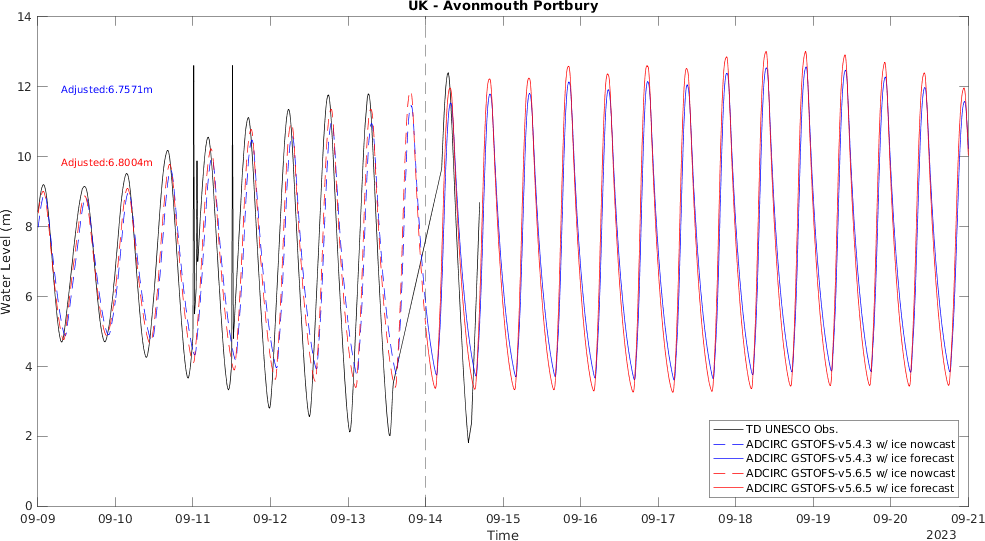 UK - Avonmouth Portbury
14
12
10
8
6
4
2
0
Water Level (m)
Adjusted:6.7571m
Adjusted:6.8004m
TD UNESCO Obs.
ADCIRC GSTOFS-v5.4.3 w/ ice nowcast
ADCIRC GSTOFS-v5.4.3 w/ ice forecast
ADCIRC GSTOFS-v5.6.5 w/ ice nowcast
ADCIRC GSTOFS-v5.6.5 w/ ice forecast
09-09 09-10 09-11 09-12 09-13 09-14 09-15 09-16 09-17 09-18 09-19 09-20 09-21
Time
2023